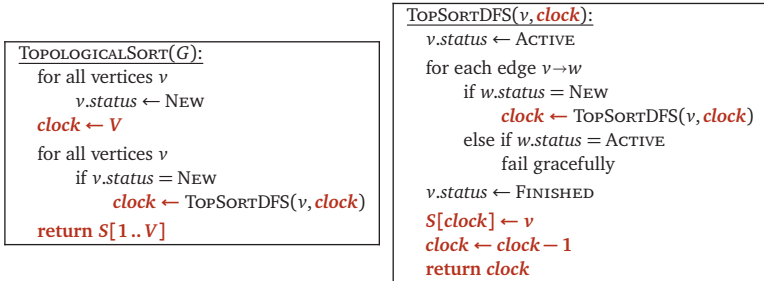 TOPOLOGICALSORT(G):
for all vertices v
v.status ← NEW
clock ← V
for all vertices v
if v.status = NEW
clock ← TOPSORTDFS(v, clock)
return S[1 .. V]
TOPSORTDFS(v, clock):
v.status ← ACTIVE
for each edge v→w
if w.status = NEW
clock ← TOPSORTDFS(v, clock)
else if w.status = ACTIVE
fail gracefully
v.status ← FINISHED
S[clock] ← v
clock ← clock − 1
return clock